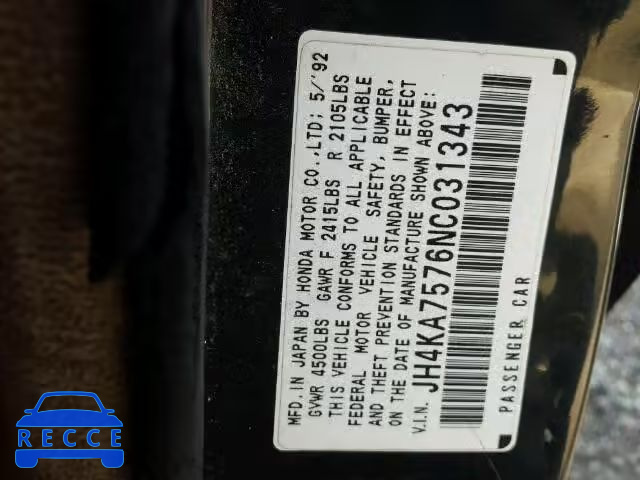 MFD. IN JAPAN BY HONDA MOTOR CO., LTD; 5/'92
GVWR 4500LBS GAWR F 2415LBS R 2105LBS
THIS VEHICLE CONFORMS TO ALL APPLICABLE
FEDERAL MOTOR VEHICLE SAFETY, BUMPER,
AND THEFT PREVENTION STANDARDS IN EFFECT
ON THE DATE OF MANUFACTURE SHOWN ABOVE:
V.I.N. JH4KA7576NC031343
PASSENGER CAR
RECCE